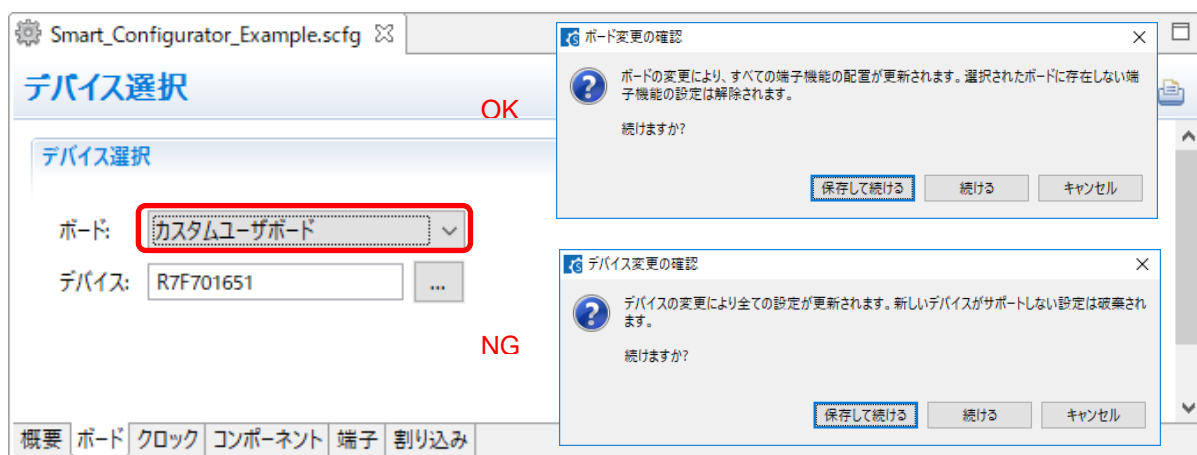 Smart_Configurator_Example.scfg
デバイス選択
デバイス選択
ボード:
カスタムユーザボード
デバイス:
R7F701651
...
概要
ボード
クロック
コンポーネント
端子
割り込み
OK
ボード変更の確認
ボードの変更により、すべての端子機能の配置が更新されます。選択されたボードに存在しない端
子機能の設定は解除されます。
続けますか?
保存して続ける
続ける
キャンセル
NG
デバイス変更の確認
デバイスの変更により全ての設定が更新されます。新しいデバイスがサポートしない設定は破棄され
ます。
続けますか?
保存して続ける
続ける
キャンセル